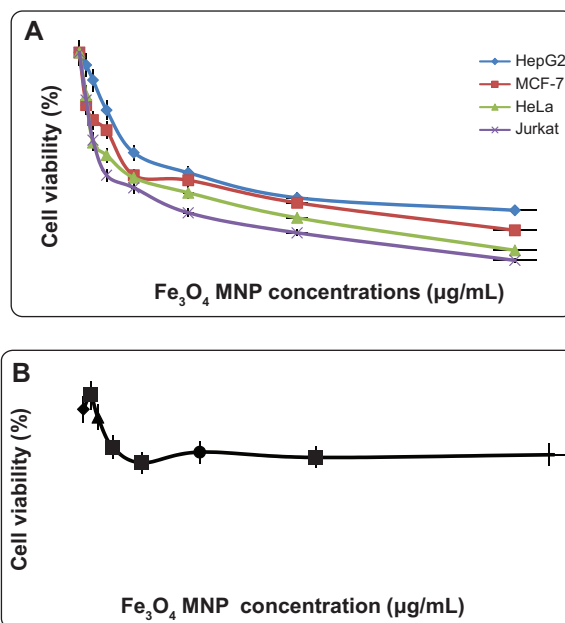 A
HepG2
MCF-7
HeLa
Jurkat
Cell viability (%)
Fe₃O₄ MNP concentrations (μg/mL)
B
Cell viability (%)
Fe₃O₄ MNP concentration (μg/mL)